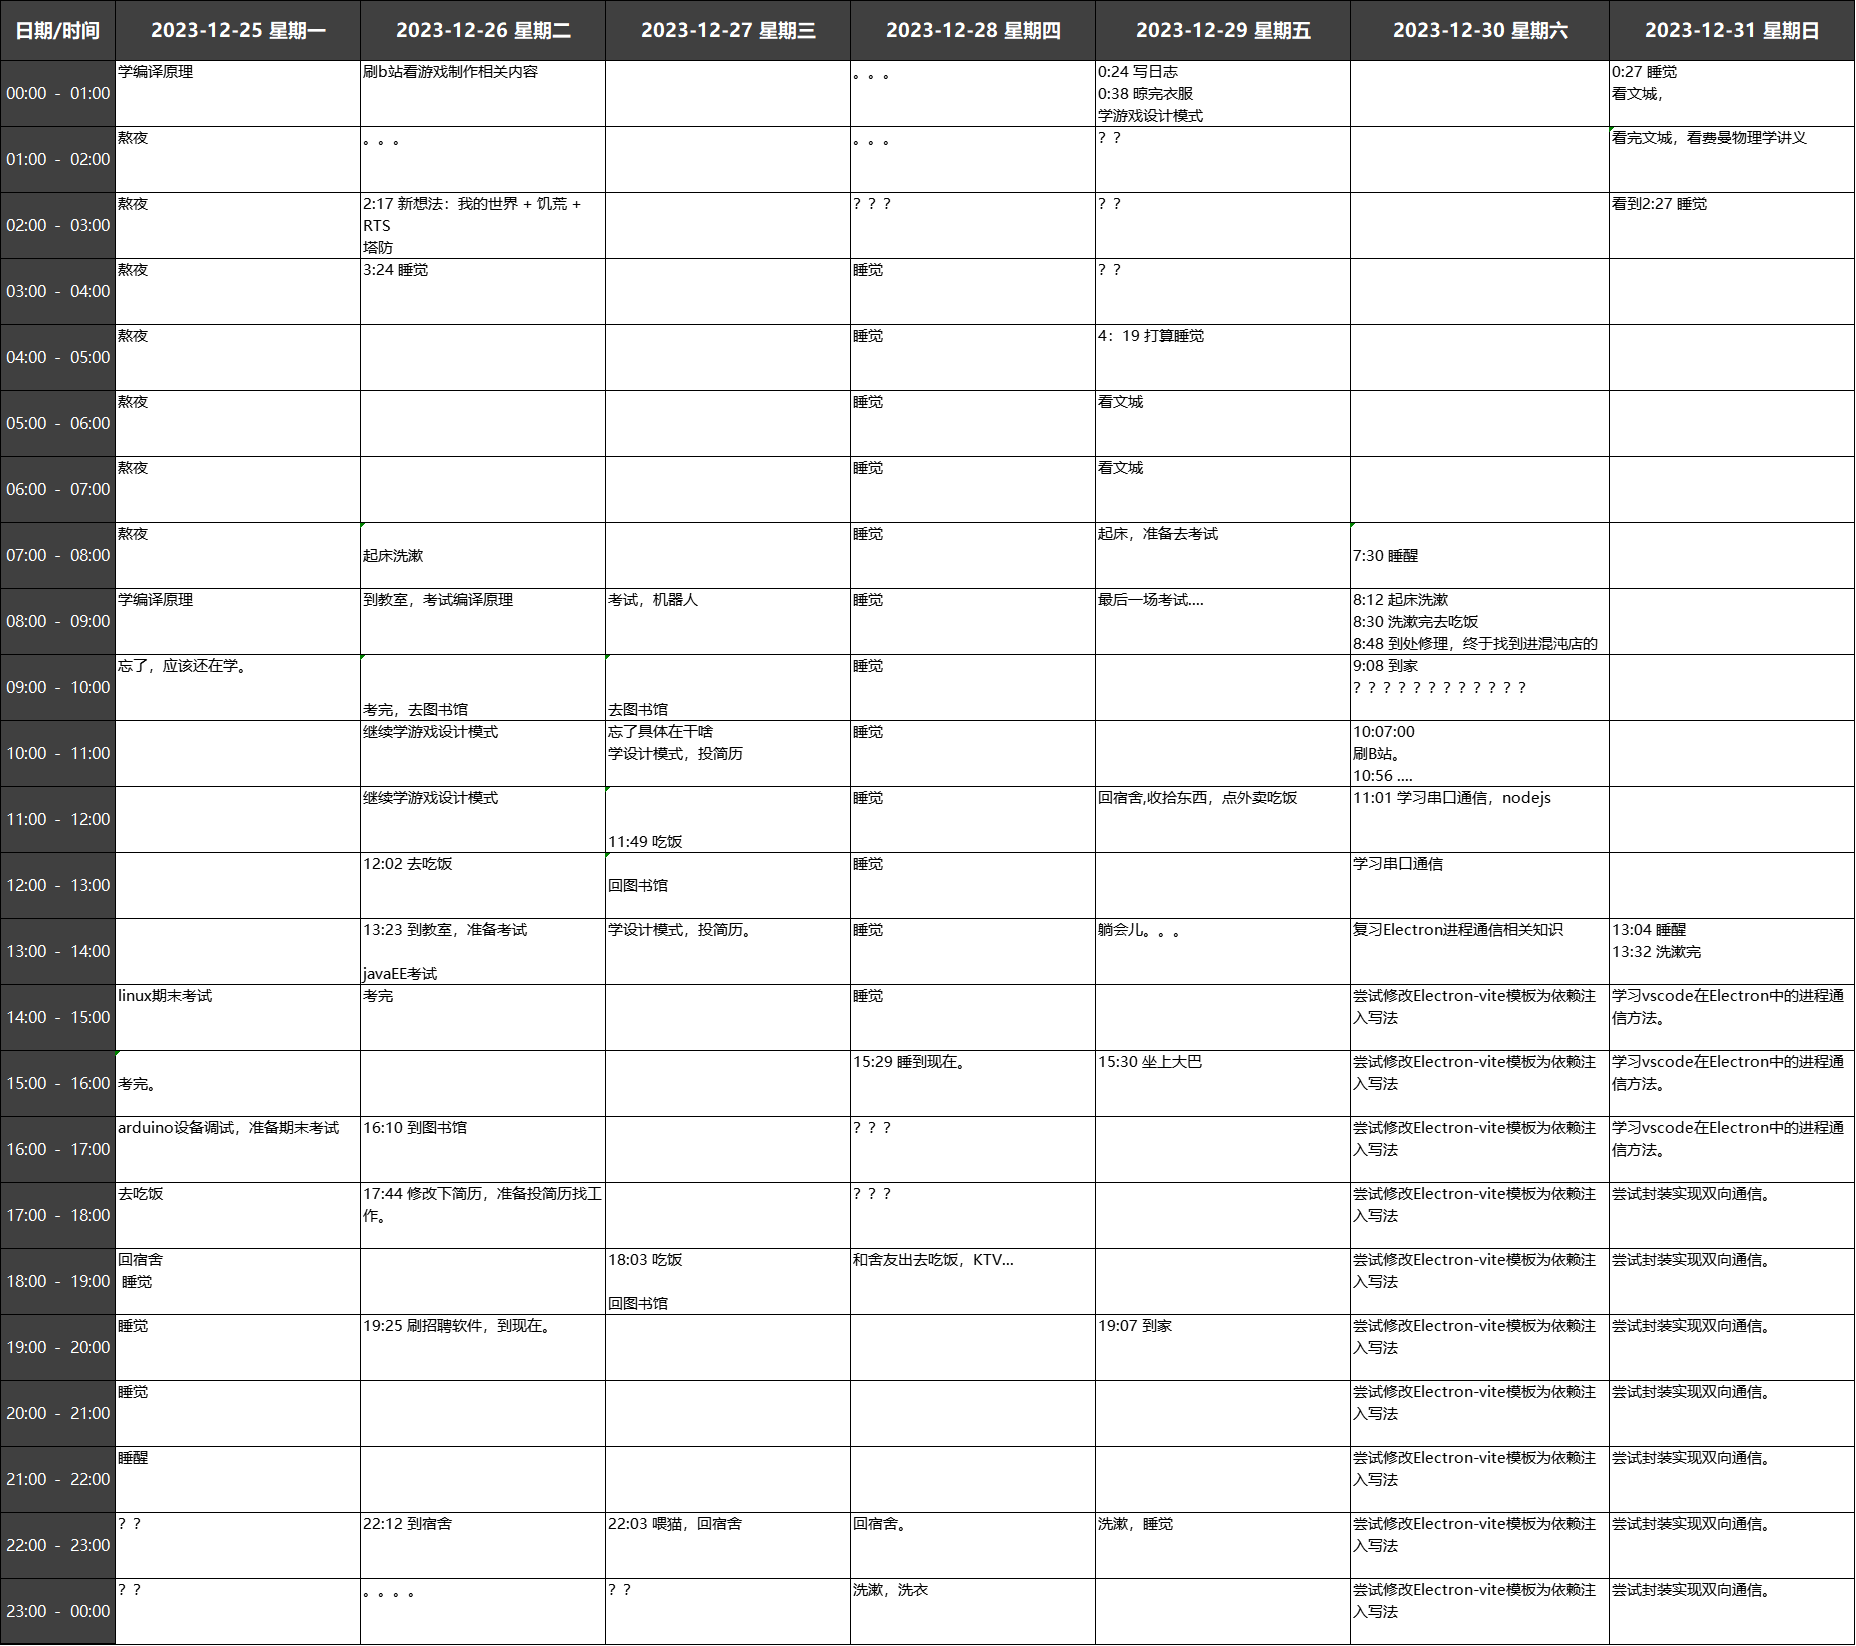 日期/时间 2023-12-25 星期一 2023-12-26 星期二 2023-12-27 星期三 2023-12-28 星期四 2023-12-29 星期五 2023-12-30 星期六 2023-12-31 星期日
00:00 - 01:00
学编译原理
刷b站看游戏制作相关内容
。。。
0:24 写日志
0:38 晾完衣服
学游戏设计模式
0:27 睡觉
看文城，
01:00 - 02:00
熬夜
。。。
。。。
？？
看完文城，看费曼物理学讲义
02:00 - 03:00
熬夜
2:17 新想法：我的世界 + 饥荒 +
RTS
塔防
？？？
？？
看到2:27 睡觉
03:00 - 04:00
熬夜
3:24 睡觉
睡觉
？？
04:00 - 05:00
熬夜
睡觉
4：19 打算睡觉
05:00 - 06:00
熬夜
睡觉
看文城
06:00 - 07:00
熬夜
睡觉
看文城
07:00 - 08:00
熬夜
起床洗漱
睡觉
起床，准备去考试
7:30 睡醒
08:00 - 09:00
学编译原理
到教室，考试编译原理
考试，机器人
睡觉
最后一场考试....
8:12 起床洗漱
8:30 洗漱完去吃饭
8:48 到处修理，终于找到进混沌店的
09:00 - 10:00
忘了，应该还在学。
考完，去图书馆
去图书馆
睡觉
9:08 到家
？？？？？？？？？？？？
10:00 - 11:00
继续学游戏设计模式
忘了具体在干啥
学设计模式，投简历
睡觉
10:07:00
刷B站。
10:56 ....
11:00 - 12:00
继续学游戏设计模式
11:49 吃饭
睡觉
回宿舍,收拾东西，点外卖吃饭
11:01 学习串口通信，nodejs
12:00 - 13:00
12:02 去吃饭
回图书馆
睡觉
学习串口通信
13:00 - 14:00
13:23 到教室，准备考试
javaEE考试
学设计模式，投简历。
睡觉
躺会儿。。。
复习Electron进程通信相关知识
13:04 睡醒
13:32 洗漱完
14:00 - 15:00
linux期末考试
考完
睡觉
尝试修改Electron-vite模板为依赖注
入写法
学习vscode在Electron中的进程通
信方法。
15:00 - 16:00
考完。
15:29 睡到现在。
15:30 坐上大巴
尝试修改Electron-vite模板为依赖注
入写法
学习vscode在Electron中的进程通
信方法。
16:00 - 17:00
arduino设备调试，准备期末考试
16:10 到图书馆
？？？
尝试修改Electron-vite模板为依赖注
入写法
学习vscode在Electron中的进程通
信方法。
17:00 - 18:00
去吃饭
17:44 修改下简历，准备投简历找工
作。
？？？
尝试修改Electron-vite模板为依赖注
入写法
尝试封装实现双向通信。
18:00 - 19:00
回宿舍
睡觉
18:03 吃饭
回图书馆
和舍友出去吃饭，KTV...
尝试修改Electron-vite模板为依赖注
入写法
尝试封装实现双向通信。
19:00 - 20:00
睡觉
19:25 刷招聘软件，到现在。
19:07 到家
尝试修改Electron-vite模板为依赖注
入写法
尝试封装实现双向通信。
20:00 - 21:00
睡觉
尝试修改Electron-vite模板为依赖注
入写法
尝试封装实现双向通信。
21:00 - 22:00
睡醒
尝试修改Electron-vite模板为依赖注
入写法
尝试封装实现双向通信。
22:00 - 23:00
？？
22:12 到宿舍
22:03 喂猫，回宿舍
回宿舍。
洗漱，睡觉
尝试修改Electron-vite模板为依赖注
入写法
尝试封装实现双向通信。
23:00 - 00:00
？？
。。。。
？？
洗漱，洗衣
尝试修改Electron-vite模板为依赖注
入写法
尝试封装实现双向通信。